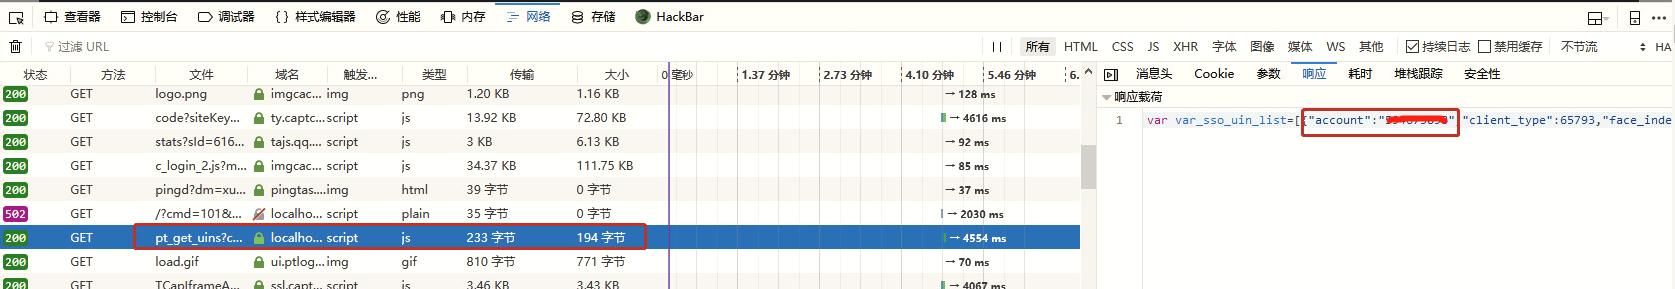 查看器 控制台 调试器 {} 样式编辑器 性能 内存 网络 存储 HackBar
过滤 URL 所有 HTML CSS JS XHR 字体 图像 媒体 WS 其他 持续日志 禁用缓存 不节流 HA
状态 方法 文件 域名 触发... 类型 传输 大小 0 毫秒 1.37 分钟 2.73 分钟 4.10 分钟 5.46 分钟 6. 消息头 Cookie 参数 响应 耗时 堆栈跟踪 安全性
200 GET logo.png imgcac... img png 1.20 KB 1.16 KB → 128 ms
响应载荷
200 GET code?siteKey... ty.captc... script js 13.92 KB 72.80 KB → 4616 ms
1 var var_sso_uin_list=[{"account":" "client_type":65793,"face_inde
200 GET stats?sId=616... tajs.qq.... script js 3 KB 6.13 KB → 92 ms
200 GET c_login_2.js?m... imgcac... script js 34.37 KB 111.75 KB → 85 ms
200 GET pingd?dm=xu... pingtas.... img html 39 字节 0 字节 → 37 ms
502 GET /?cmd=101&... localho... script plain 35 字节 0 字节 → 2030 ms
200 GET pt_get_uins?c... localho... script js 233 字节 194 字节 → 4554 ms
200 GET load.gif ui.ptlog... img gif 810 字节 771 字节 → 70 ms
200 GET TCapIframeA... ssl.captc... script js 3.46 KB 3.43 KB → 4067 ms